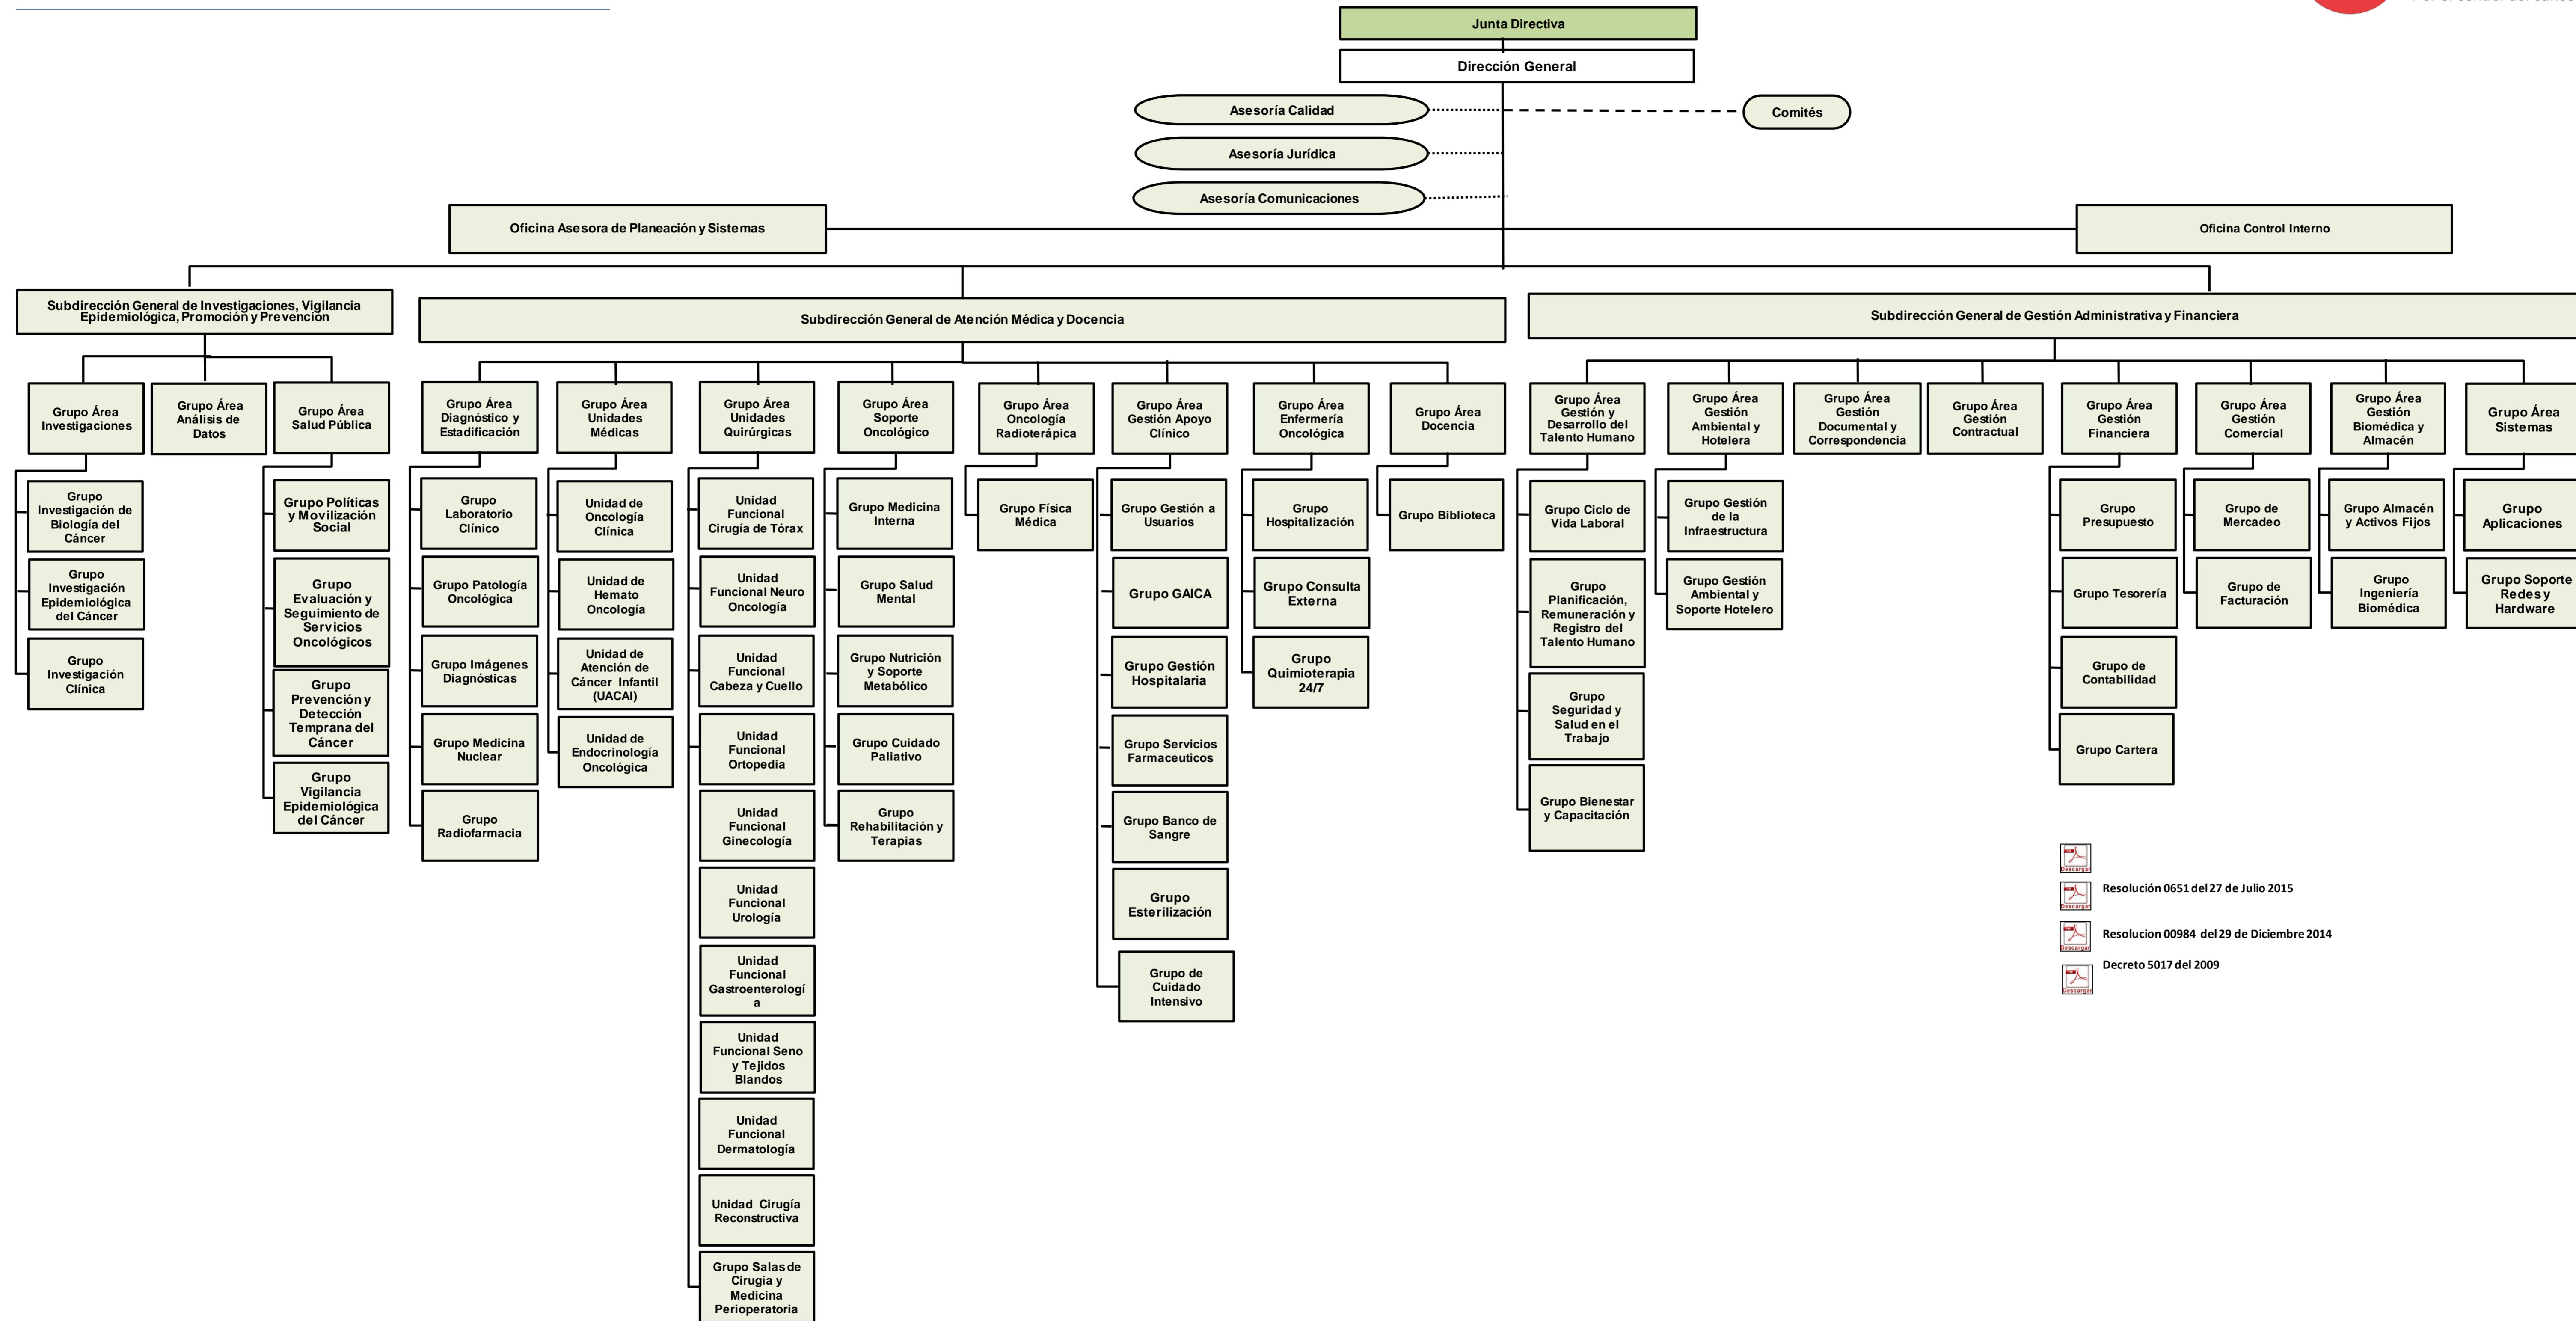 Junta Directiva
Dirección General
Asesoría Calidad
Comités
Asesoría Jurídica
Asesoría Comunicaciones
Oficina Asesora de Planeación y Sistemas
Oficina Control Interno
Subdirección General de Investigaciones, Vigilancia
Epidemiológica, Promoción y Prevención
Subdirección General de Atención Médica y Docencia
Subdirección General de Gestión Administrativa y Financiera
Grupo Área
Investigaciones
Grupo Área
Análisis de
Datos
Grupo Área
Salud Pública
Grupo Área
Diagnóstico y
Estadificación
Grupo Área
Unidades
Médicas
Grupo Área
Unidades
Quirúrgicas
Grupo Área
Soporte
Oncológico
Grupo Área
Oncología
Radioterápica
Grupo Área
Gestión Apoyo
Clínico
Grupo Área
Enfermería
Oncológica
Grupo Área
Docencia
Grupo Área
Gestión y
Desarrollo del
Talento Humano
Grupo Área
Gestión
Ambiental y
Hotelera
Grupo Área
Gestión
Documental y
Correspondencia
Grupo Área
Gestión
Contractual
Grupo Área
Gestión
Financiera
Grupo Área
Gestión
Comercial
Grupo Área
Gestión
Biomédica y
Almacén
Grupo Área
Sistemas
Grupo
Investigación de
Biología del
Cáncer
Grupo
Investigación
Epidemiológica
del Cáncer
Grupo
Investigación
Clínica
Grupo Políticas
y Movilización
Social
Grupo
Evaluación y
Seguimiento de
Servicios
Oncológicos
Grupo
Prevención y
Detección
Temprana del
Cáncer
Grupo
Vigilancia
Epidemiológica
del Cáncer
Grupo
Laboratorio
Clínico
Grupo Patología
Oncológica
Grupo Imágenes
Diagnósticas
Grupo Medicina
Nuclear
Grupo
Radiofarmacia
Unidad de
Oncología
Clínica
Unidad de
Hemato
Oncología
Unidad de
Atención de
Cáncer Infantil
(UACAI)
Unidad de
Endocrinología
Oncológica
Unidad
Funcional
Cirugía de Tórax
Unidad
Funcional Neuro
Oncología
Unidad
Funcional
Cabeza y Cuello
Unidad
Funcional
Ortopedia
Unidad
Funcional
Ginecología
Unidad
Funcional
Urología
Unidad
Funcional
Gastroenterologí
a
Unidad
Funcional Seno
y Tejidos
Blandos
Unidad
Funcional
Dermatología
Unidad Cirugía
Reconstructiva
Grupo Salas de
Cirugía y
Medicina
Perioperatoria
Grupo Medicina
Interna
Grupo Salud
Mental
Grupo Nutrición
y Soporte
Metabólico
Grupo Cuidado
Paliativo
Grupo
Rehabilitación y
Terapias
Grupo Física
Médica
Grupo Gestión a
Usuarios
Grupo GAICA
Grupo Gestión
Hospitalaria
Grupo Servicios
Farmaceuticos
Grupo Banco de
Sangre
Grupo
Esterilización
Grupo de
Cuidado
Intensivo
Grupo
Hospitalización
Grupo Consulta
Externa
Grupo
Quimioterapia
24/7
Grupo Biblioteca
Grupo Ciclo de
Vida Laboral
Grupo
Planificación,
Remuneración y
Registro del
Talento Humano
Grupo
Seguridad y
Salud en el
Trabajo
Grupo Bienestar
y Capacitación
Grupo Gestión
de la
Infraestructura
Grupo Gestión
Ambiental y
Soporte Hotelero
Grupo
Presupuesto
Grupo Tesorería
Grupo de
Contabilidad
Grupo Cartera
Grupo de
Mercadeo
Grupo de
Facturación
Grupo Almacén
y Activos Fijos
Grupo
Ingeniería
Biomédica
Grupo
Aplicaciones
Grupo Soporte
Redes y
Hardware
Descargar
Descargar
Resolución 0651 del 27 de Julio 2015
Descargar
Resolucion 00984 del 29 de Diciembre 2014
Descargar
Decreto 5017 del 2009